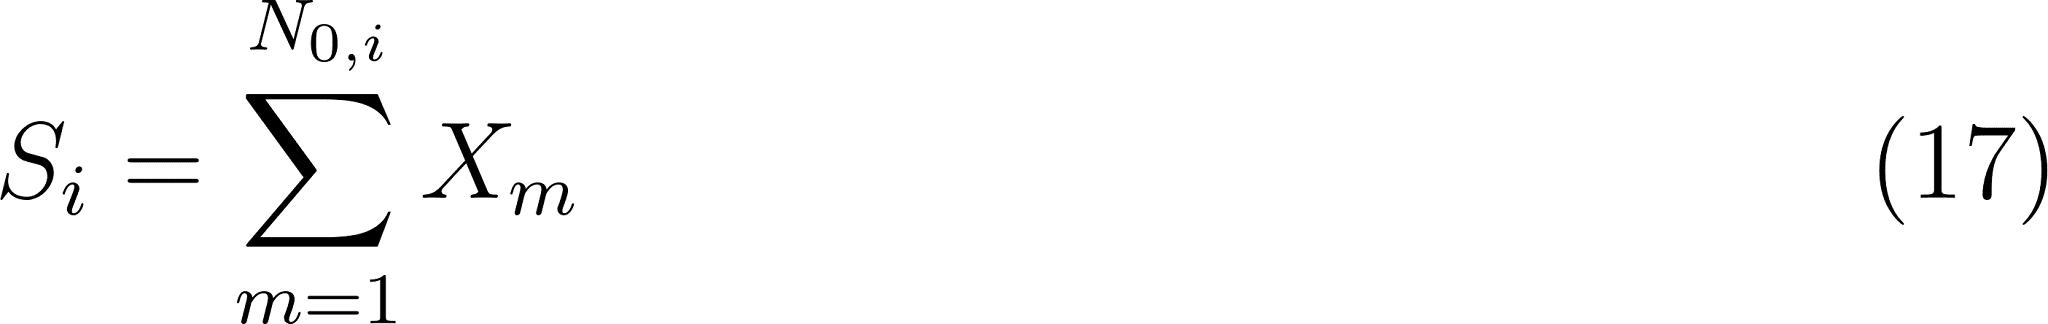 S_i = \sum_{m=1}^{N_{0,i}} X_m (17)